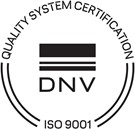 QUALITY SYSTEM CERTIFICATION
DNV
ISO 9001